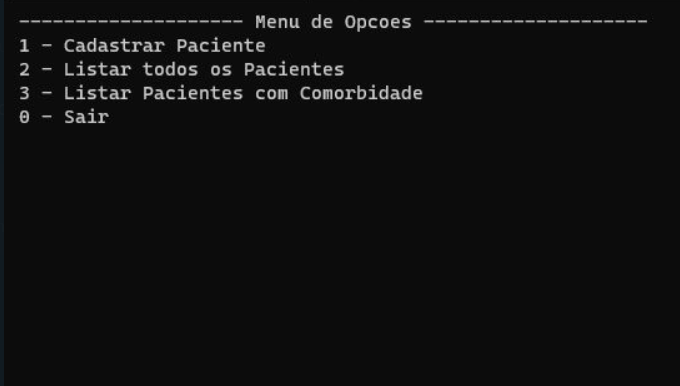 -------------------- Menu de Opcoes --------------------
1 - Cadastrar Paciente
2 - Listar todos os Pacientes
3 - Listar Pacientes com Comorbidade
0 - Sair